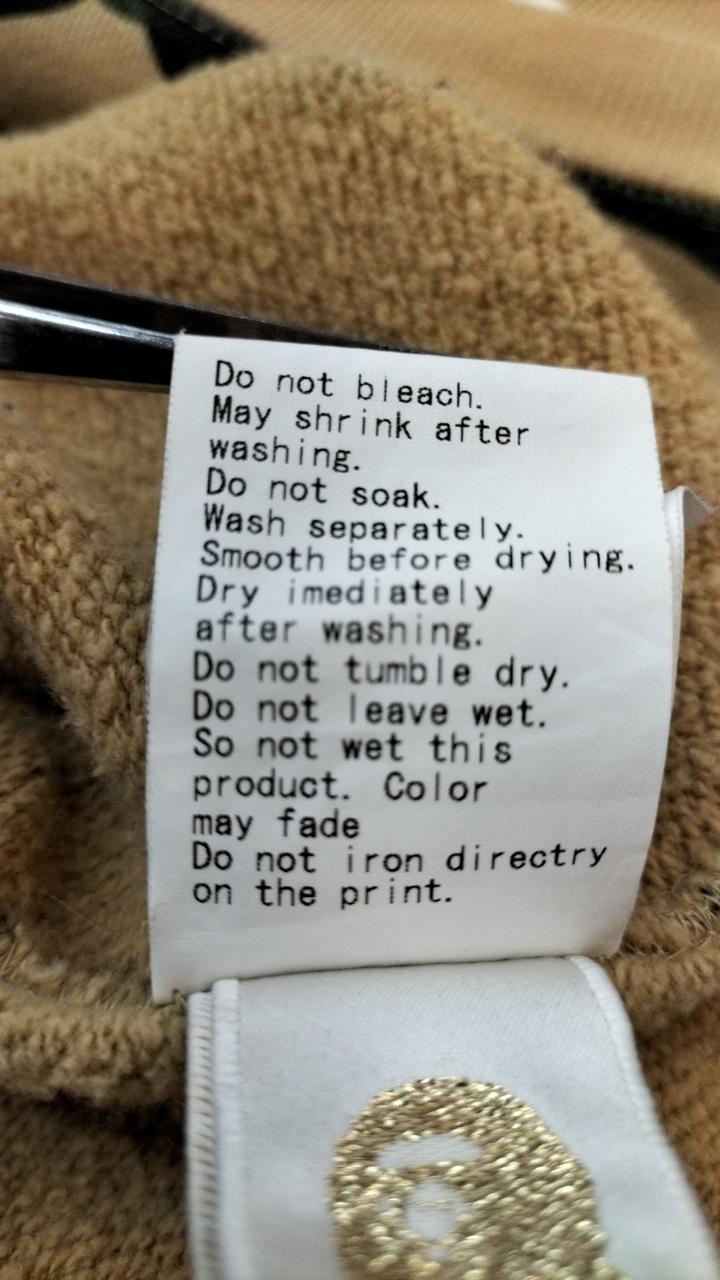 Do not bleach.
May shrink after
washing.
Do not soak.
Wash separately.
Smooth before drying.
Dry imediately
after washing.
Do not tumble dry.
Do not leave wet.
So not wet this
product. Color
may fade
Do not iron directry
on the print.